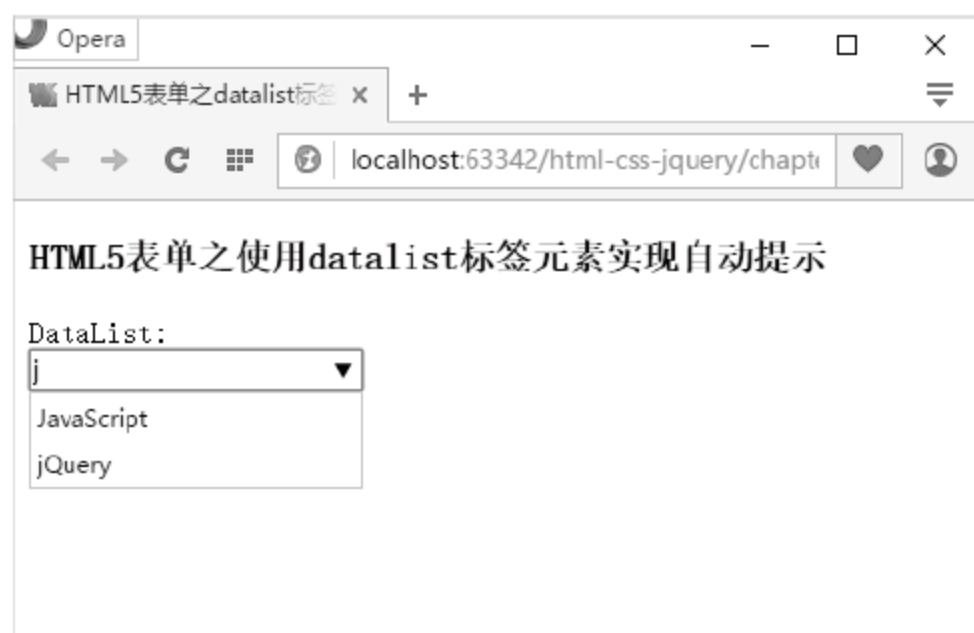 Opera
HTML5表单之datalist标签
localhost:63342/html-css-jquery/chapte
HTML5表单之使用datalist标签元素实现自动提示
DataList:
j
JavaScript
jQuery